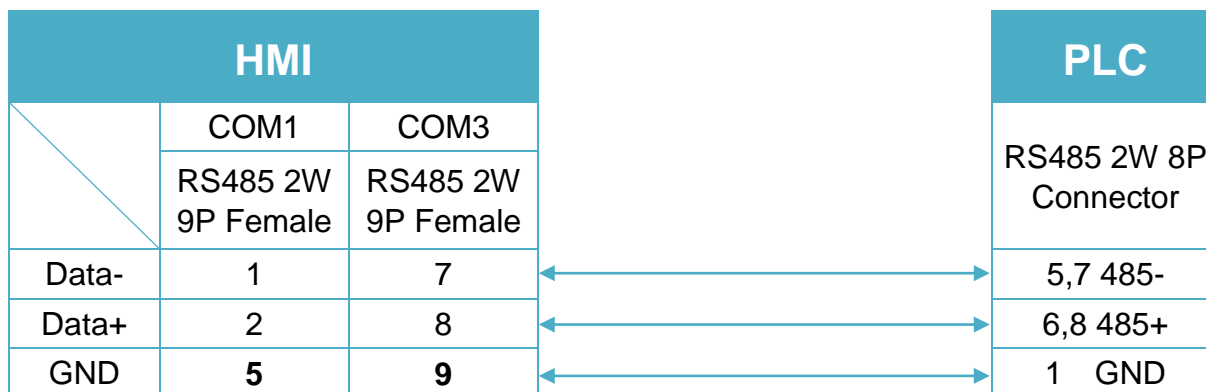 HMI
PLC
COM1 COM3
RS485 2W
9P Female
RS485 2W
9P Female
RS485 2W 8P
Connector
Data- 1 7 5,7 485-
Data+ 2 8 6,8 485+
GND 5 9 1 GND